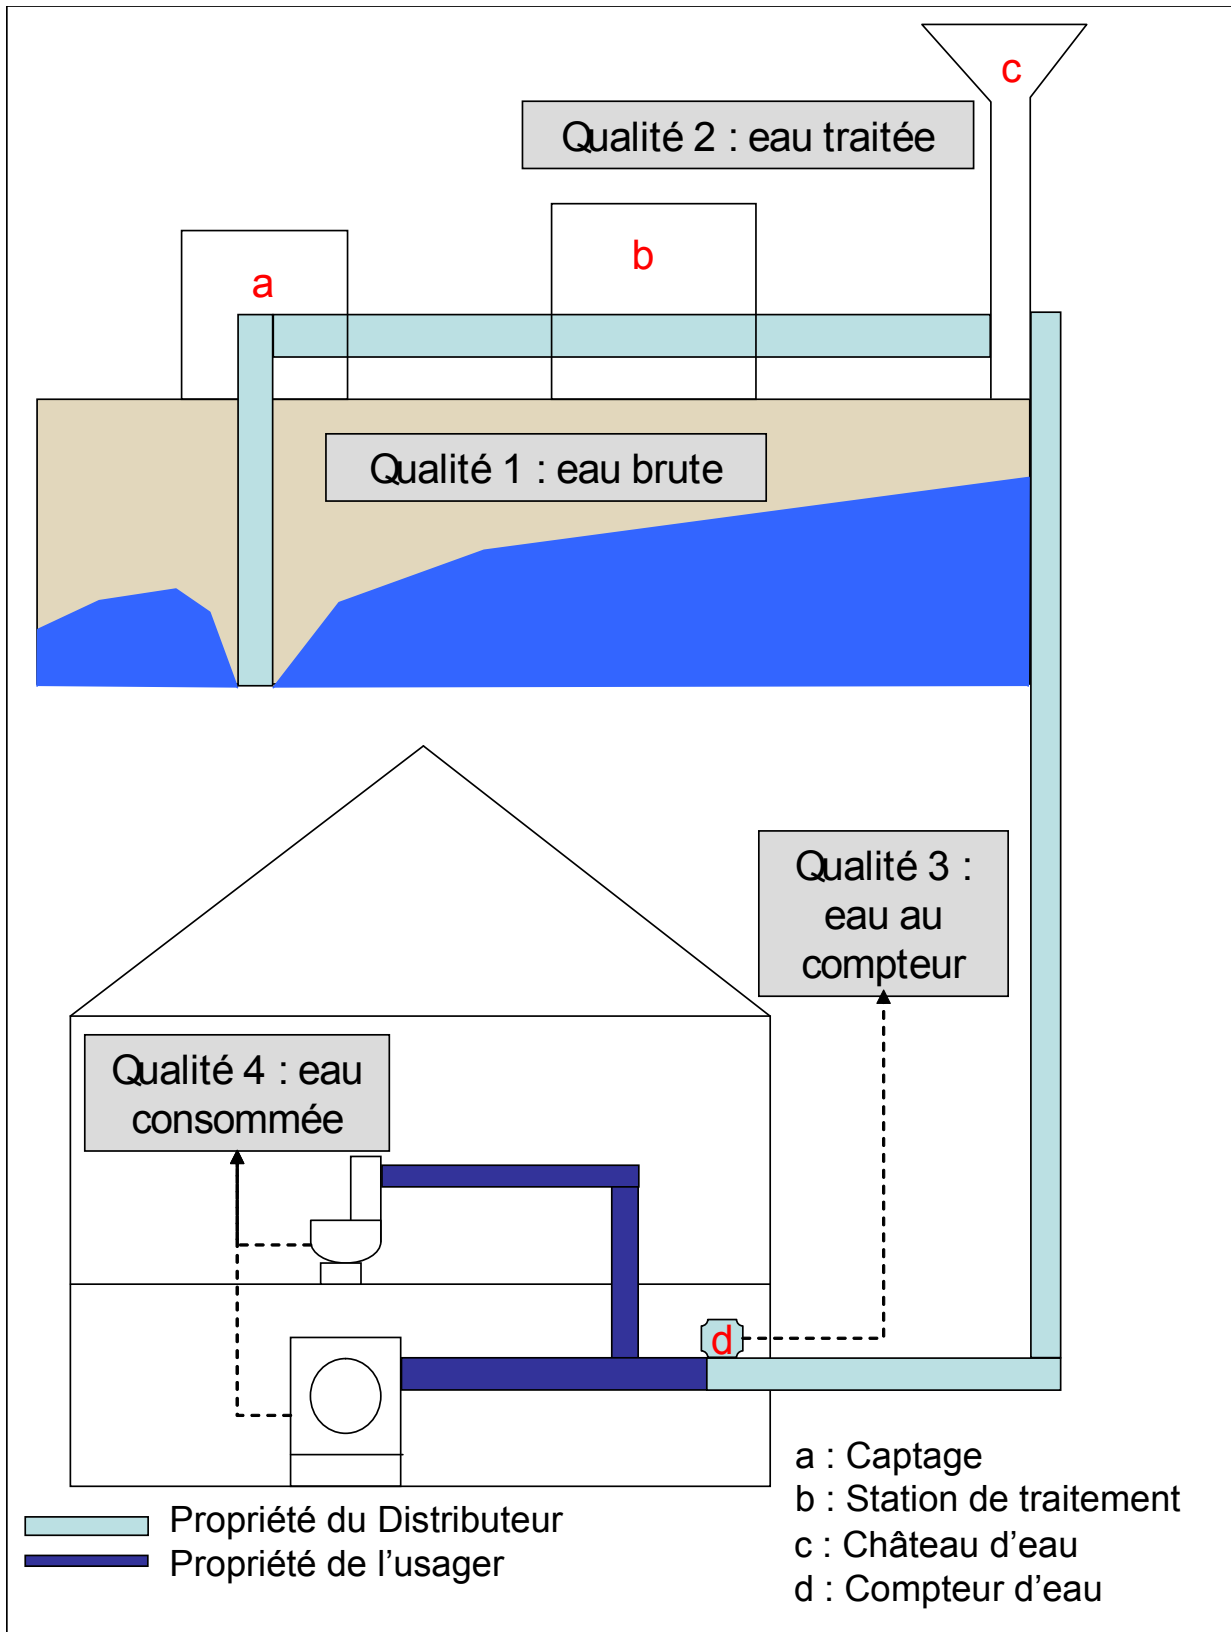 c
Qualité 2 : eau traitée
b
a
Qualité 1 : eau brute
Qualité 3 :
eau au
compteur
Qualité 4 : eau
consommée
d
a : Captage
b : Station de traitement
c : Château d'eau
d : Compteur d'eau
Propriété du Distributeur
Propriété de l'usager